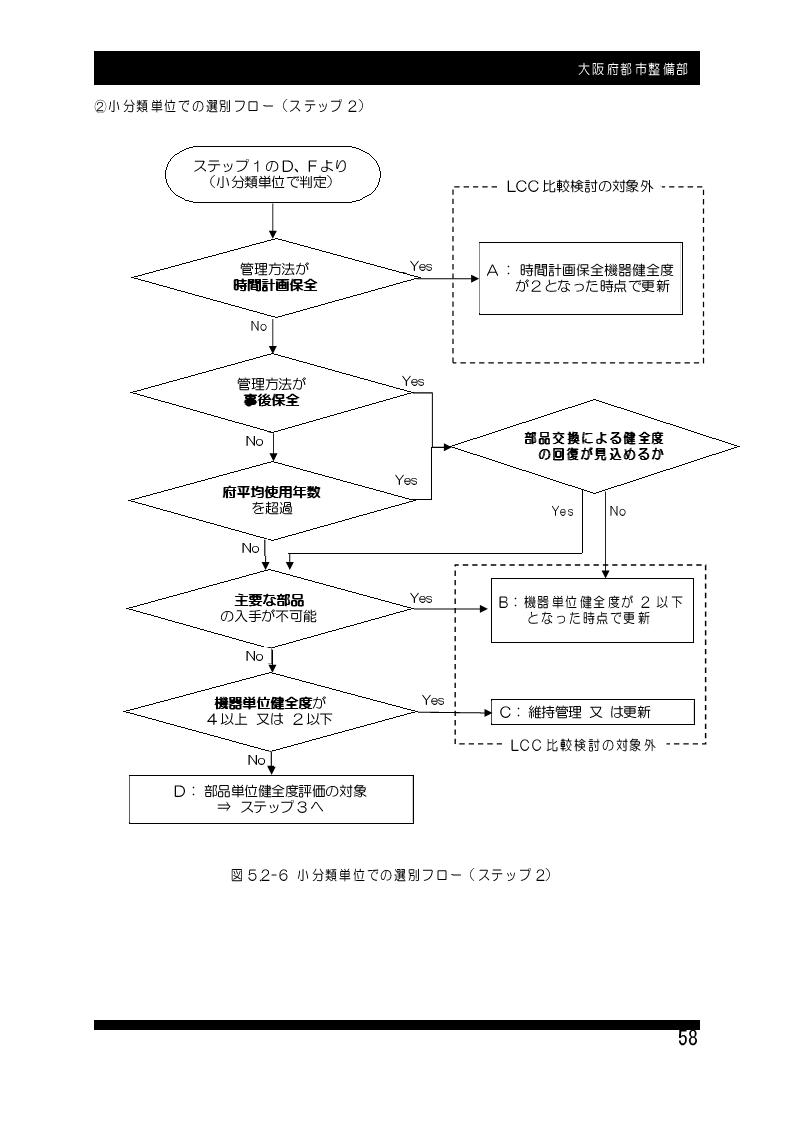 大阪府都市整備部
②小分類単位での選別フロー（ステップ２）
ステップ１のD、Fより
（小分類単位で判定）
LCC 比較検討の対象外
管理方法が
時間計画保全
Yes
A ： 時間計画保全機器健全度
が２となった時点で更新
No
管理方法が
事後保全
Yes
部品交換による健全度
の回復が見込めるか
No
府平均使用年数
を超過
Yes
Yes
No
No
主要な部品
の入手が不可能
Yes
B：機器単位健全度が ２ 以下
となった時点で更新
No
機器単位健全度が
４以上 又は ２以下
Yes
C： 維持管理 又 は更新
LCC 比較検討の対象外
No
D： 部品単位健全度評価の対象
⇒ ステップ３へ
図 5.2-6 小分類単位での選別フロー（ステップ２）
58